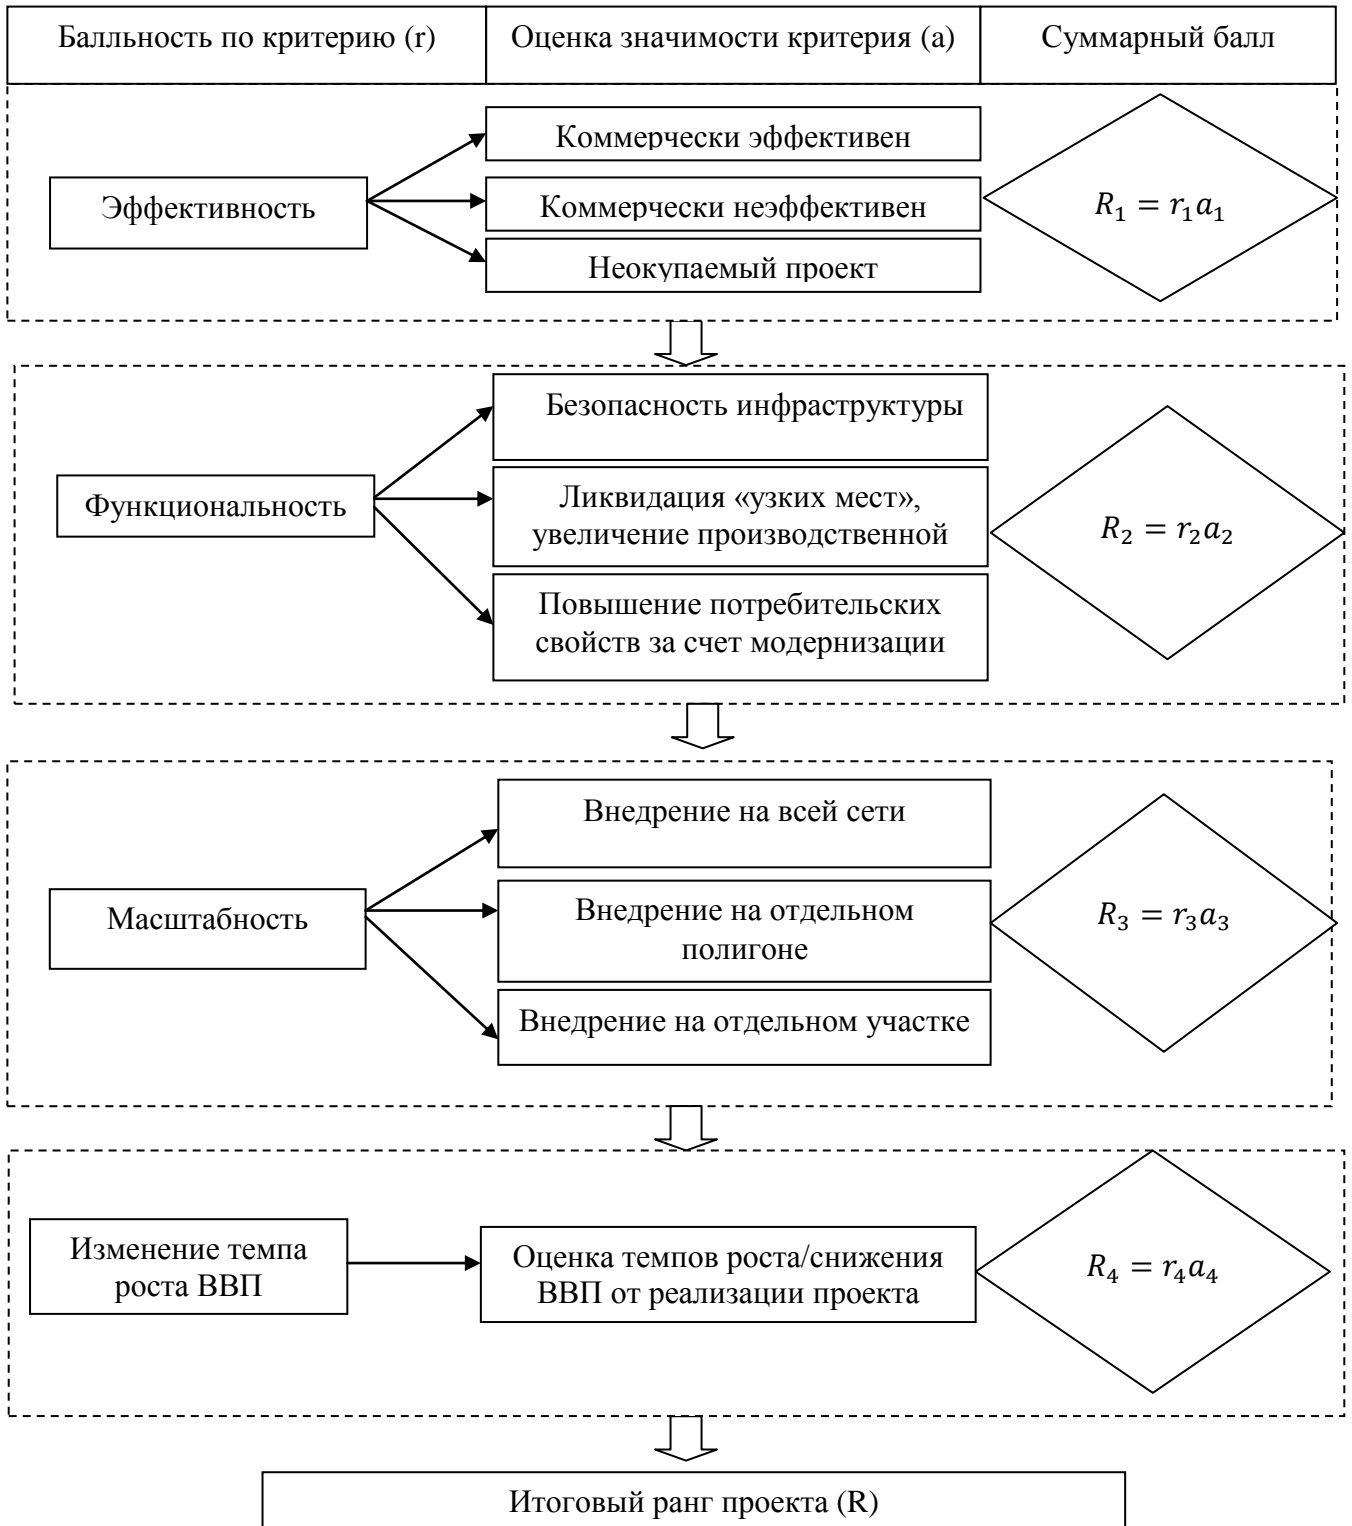 Балльность по критерию (r)
Оценка значимости критерия (а)
Суммарный балл
Эффективность
Коммерчески эффективен
Коммерчески неэффективен
Неокупаемый проект
R₁ = r₁a₁
Функциональность
Безопасность инфраструктуры
Ликвидация «узких мест»,
увеличение производственной
Повышение потребительских
свойств за счет модернизации
R₂ = r₂a₂
Масштабность
Внедрение на всей сети
Внедрение на отдельном
полигоне
Внедрение на отдельном участке
R₃ = r₃a₃
Изменение темпа
роста ВВП
Оценка темпов роста/снижения
ВВП от реализации проекта
R₄ = r₄a₄
Итоговый ранг проекта (R)